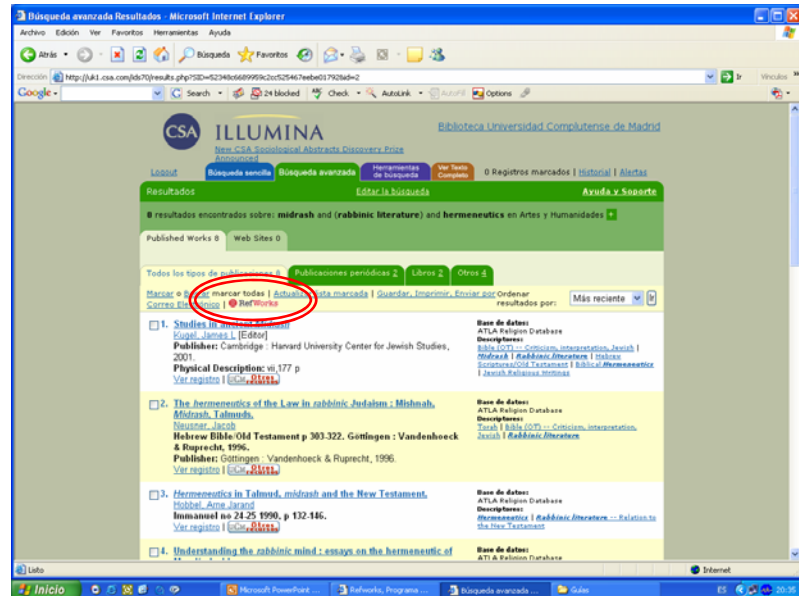 Búsqueda avanzada Resultados - Microsoft Internet Explorer
Archivo Edición Ver Favoritos Herramientas Ayuda
Atrás Búsqueda Favoritos
Dirección Ir Vínculos
Google Search 24 blocked Check AutoLink AutoFill Options
CSA ILLUMINA Biblioteca Universidad Complutense de Madrid
New CSA Sociological Abstracts Discovery Prize
Announced
Logout Búsqueda sencilla Búsqueda avanzada Herramientas de búsqueda Ver Texto Completo 0 Registros marcados | Historial | Alertas
Resultados Editar la búsqueda Ayuda y Soporte
8 resultados encontrados sobre: midrash and (rabbinic literature) and hermeneutics en Artes y Humanidades +
Published Works 8 Web Sites 0
Todos los tipos de publicaciones 8 Publicaciones periódicas 2 Libros 2 Otros 4
Marcar o marcar todas | lista marcada | Guardar, Imprimir, Enviar por Ordenar
Correo Electrónico | RefWorks resultados por: Más reciente Ir
1. Studies in ancient Midrash
Kugel, James L [Editor]
Publisher: Cambridge : Harvard University Center for Jewish Studies,
2001.
Physical Description: vii,177 p
Ver registro | Otros
Base de datos:
ATLA Religion Database
Descriptores:
Bible (OT) -- Criticism, interpretation, Jewish |
Midrash | Rabbinic literature | Hebrew
Scriptures/Old Testament | Biblical Hermeneutics
| Jewish Religious Writings
2. The hermeneutics of the Law in rabbinic Judaism : Mishnah,
Midrash, Talmuds.
Neusner, Jacob
Hebrew Bible/Old Testament p 303-322. Göttingen : Vandenhoeck
& Ruprecht, 1996.
Publisher: Göttingen : Vandenhoeck & Ruprecht, 1996.
Ver registro | Otros
Base de datos:
ATLA Religion Database
Descriptores:
Torah | Bible (OT) -- Criticism, interpretation,
Jewish | Rabbinic literature
3. Hermeneutics in Talmud, midrash and the New Testament.
Hobbel, Arne Jarand
Immanuel no 24-25 1990, p 132-146.
Ver registro | Otros
Base de datos:
ATLA Religion Database
Descriptores:
Hermeneutics | Rabbinic literature -- Relation to
the New Testament
4. Understanding the rabbinic mind : essays on the hermeneutic of
Base de datos:
ATLA Religion Database
Listo Internet
Inicio Microsoft PowerPoint ... Refworks, Programa ... Búsqueda avanzada ... Guías ES 20:35